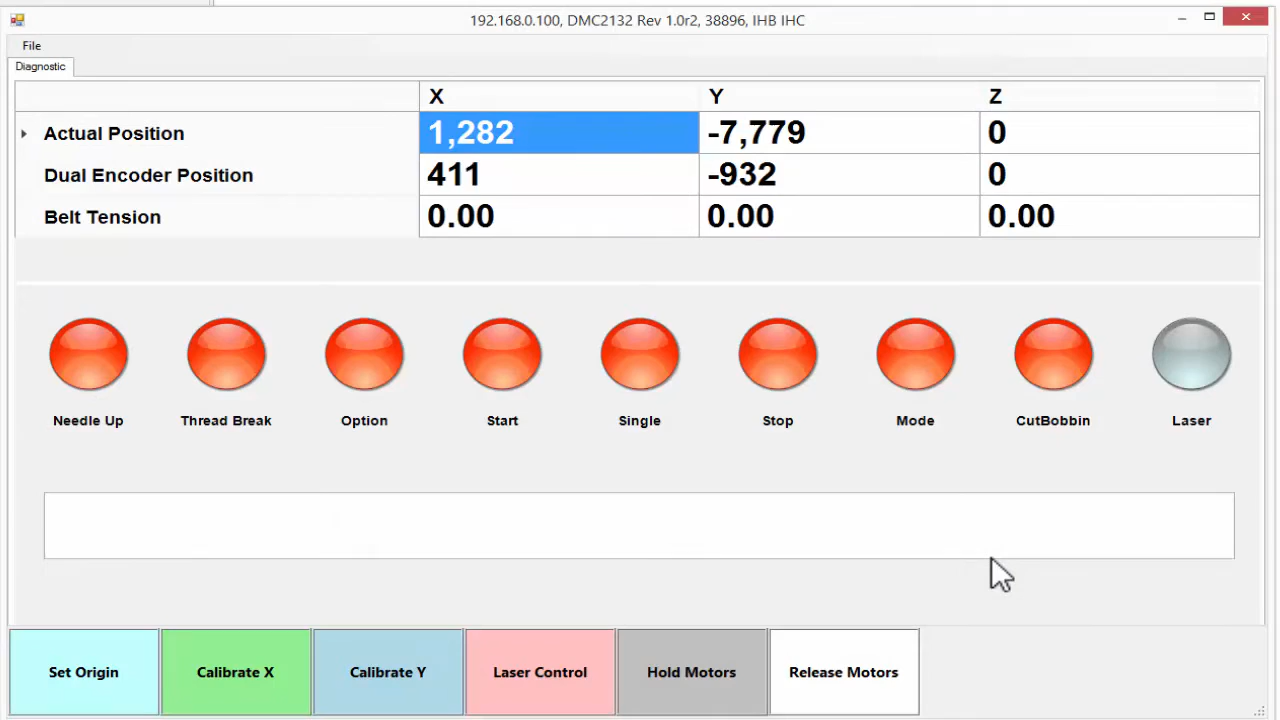 192.168.0.100, DMC2132 Rev 1.0r2, 38896, IHB IHC
File
Diagnostic
X Y Z
Actual Position 1,282 -7,779 0
Dual Encoder Position 411 -932 0
Belt Tension 0.00 0.00 0.00
Needle Up Thread Break Option Start Single Stop Mode CutBobbin Laser
Set Origin Calibrate X Calibrate Y Laser Control Hold Motors Release Motors